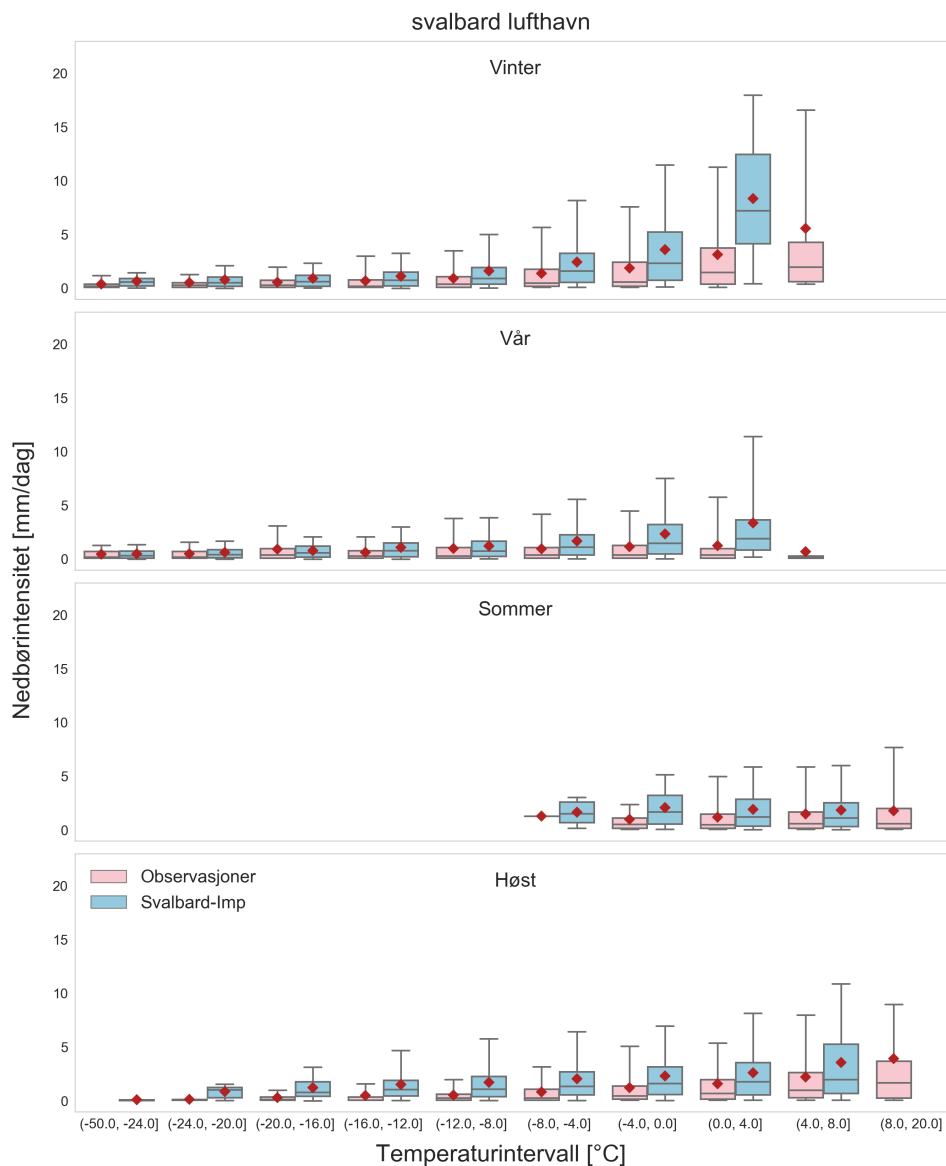 svalbard lufthavn
Vinter
20
15
10
5
0
Vår
20
15
10
5
0
Sommer
20
15
10
5
0
Høst
Observasjoner
Svalbard-Imp
20
15
10
5
0
Nedbørintensitet [mm/dag]
(-50.0, -24.0] (-24.0, -20.0] (-20.0, -16.0] (-16.0, -12.0] (-12.0, -8.0] (-8.0, -4.0] (-4.0, 0.0] (0.0, 4.0] (4.0, 8.0] (8.0, 20.0]
Temperaturintervall [°C]